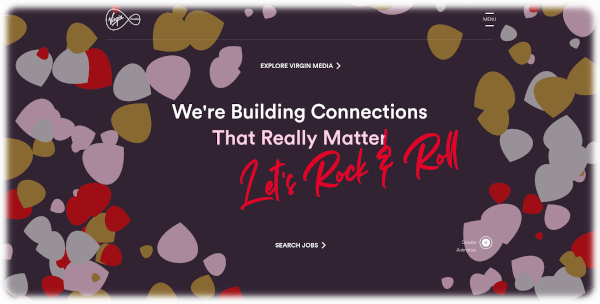 Virgin
MENU
EXPLORE VIRGIN MEDIA
We're Building Connections
That Really Matter
Let's Rock & Roll
SEARCH JOBS
Disable
Animation